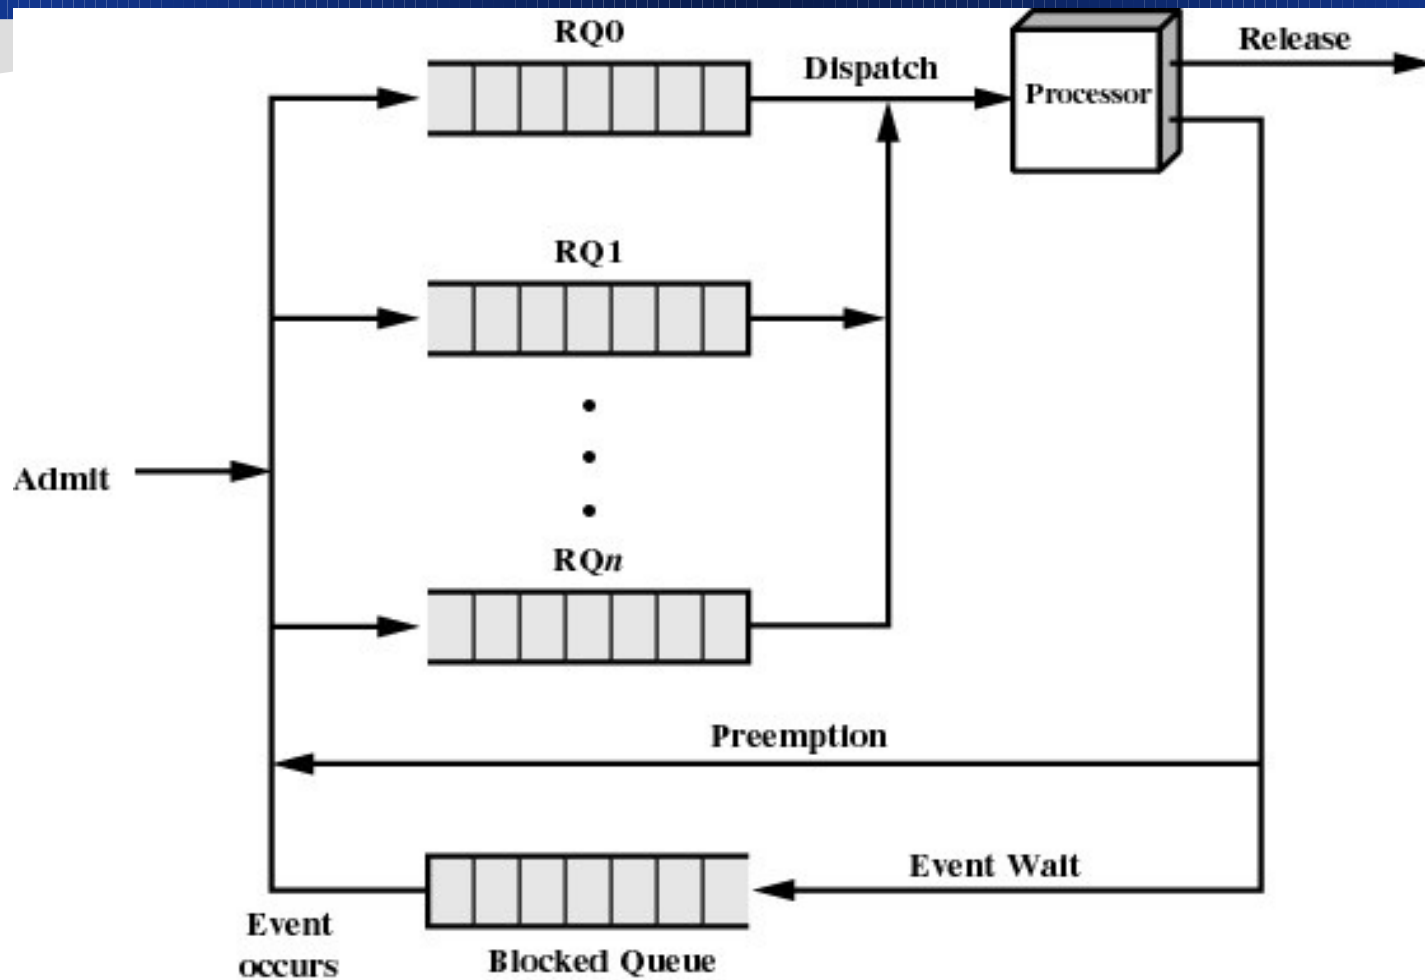 RQ0
Dispatch
Release
Processor
RQ1
Admit
RQn
Preemption
Event Wait
Event
occurs
Blocked Queue